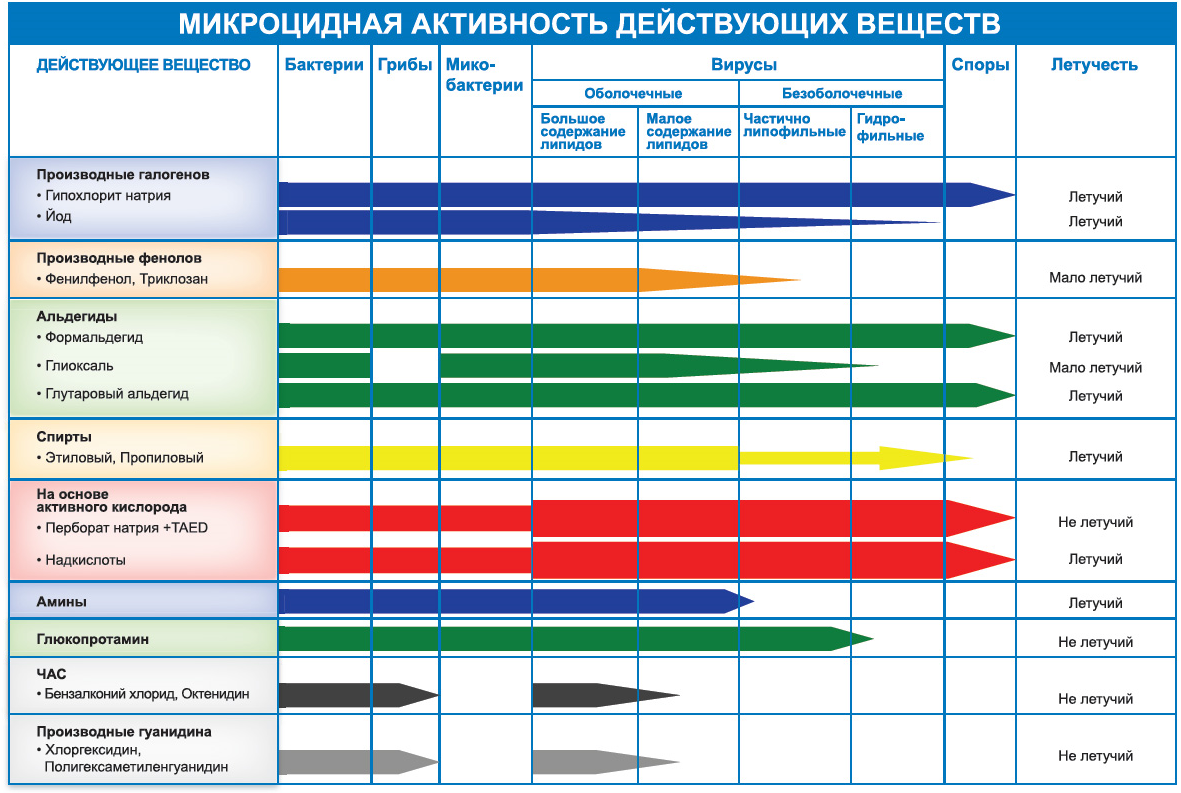 МИКРОЦИДНАЯ АКТИВНОСТЬ ДЕЙСТВУЮЩИХ ВЕЩЕСТВ
ДЕЙСТВУЮЩЕЕ ВЕЩЕСТВО
Бактерии
Грибы
Мико-
бактерии
Вирусы
Споры
Летучесть
Оболочечные
Безоболочечные
Большое
содержание
липидов
Малое
содержание
липидов
Частично
липофильные
Гидро-
фильные
Производные галогенов
• Гипохлорит натрия
Летучий
• Йод
Летучий
Производные фенолов
• Фенилфенол, Триклозан
Мало летучий
Альдегиды
• Формальдегид
Летучий
• Глиоксаль
Мало летучий
• Глутаровый альдегид
Летучий
Спирты
• Этиловый, Пропиловый
Летучий
На основе
активного кислорода
• Перборат натрия +TAED
Не летучий
• Надкислоты
Летучий
Амины
Летучий
Глюкопротамин
Не летучий
ЧАС
• Бензалконий хлорид, Октенидин
Не летучий
Производные гуанидина
• Хлоргексидин,
Полигексаметиленгуанидин
Не летучий